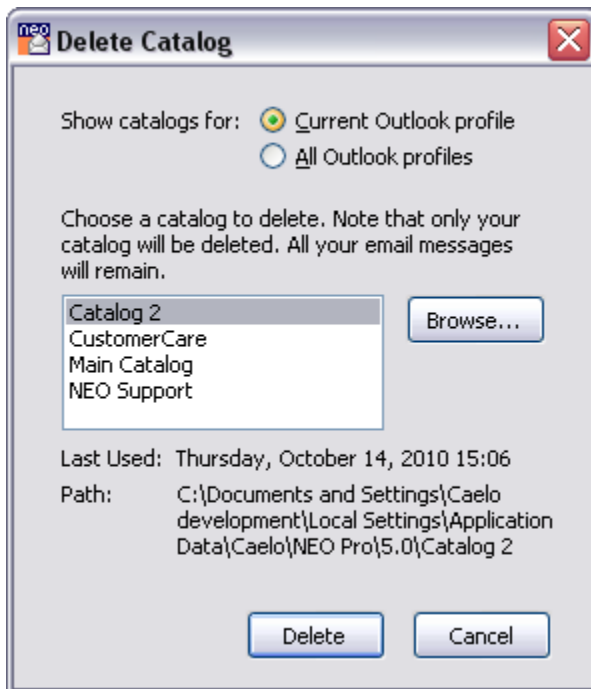 neo
Delete Catalog
Show catalogs for: Current Outlook profile
All Outlook profiles
Choose a catalog to delete. Note that only your
catalog will be deleted. All your email messages
will remain.
Catalog 2
Browse...
CustomerCare
Main Catalog
NEO Support
Last Used: Thursday, October 14, 2010 15:06
Path: C:\Documents and Settings\Caelo
development\Local Settings\Application
Data\Caelo\NEO Pro\5.0\Catalog 2
Delete Cancel